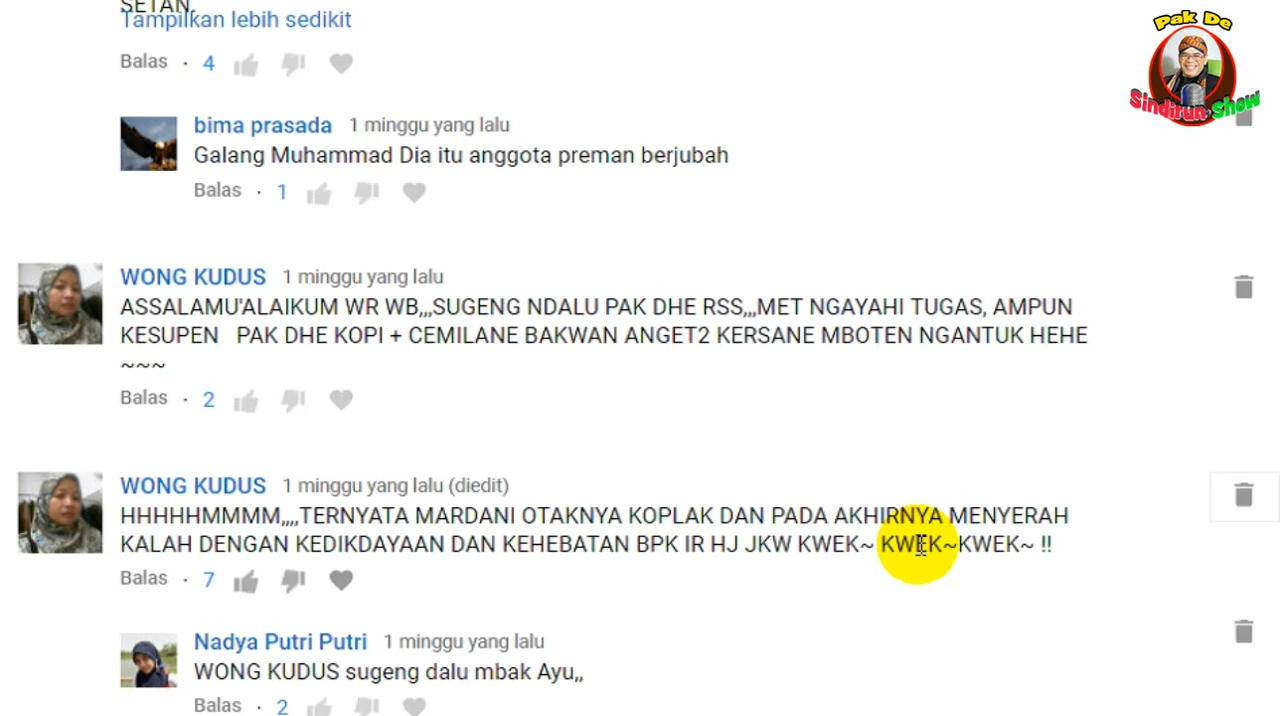 SETAN.
Tampilkan lebih sedikit
Balas · 4
Pak De
Sindirun Show
bima prasada 1 minggu yang lalu
Galang Muhammad Dia itu anggota preman berjubah
Balas · 1
WONG KUDUS 1 minggu yang lalu
ASSALAMU'ALAIKUM WR WB,,,SUGENG NDALU PAK DHE RSS,,,MET NGAYAHI TUGAS, AMPUN
KESUPEN PAK DHE KOPI + CEMILANE BAKWAN ANGET2 KERSANE MBOTEN NGANTUK HEHE
~~~
Balas · 2
WONG KUDUS 1 minggu yang lalu (diedit)
HHHHHMMMM,,,,TERNYATA MARDANI OTAKNYA KOPLAK DAN PADA AKHIRNYA MENYERAH
KALAH DENGAN KEDIKDAYAAN DAN KEHEBATAN BPK IR HJ JKW KWEK~ KWEK~KWEK~ !!
Balas · 7
Nadya Putri Putri 1 minggu yang lalu
WONG KUDUS sugeng dalu mbak Ayu,,
Balas · 2